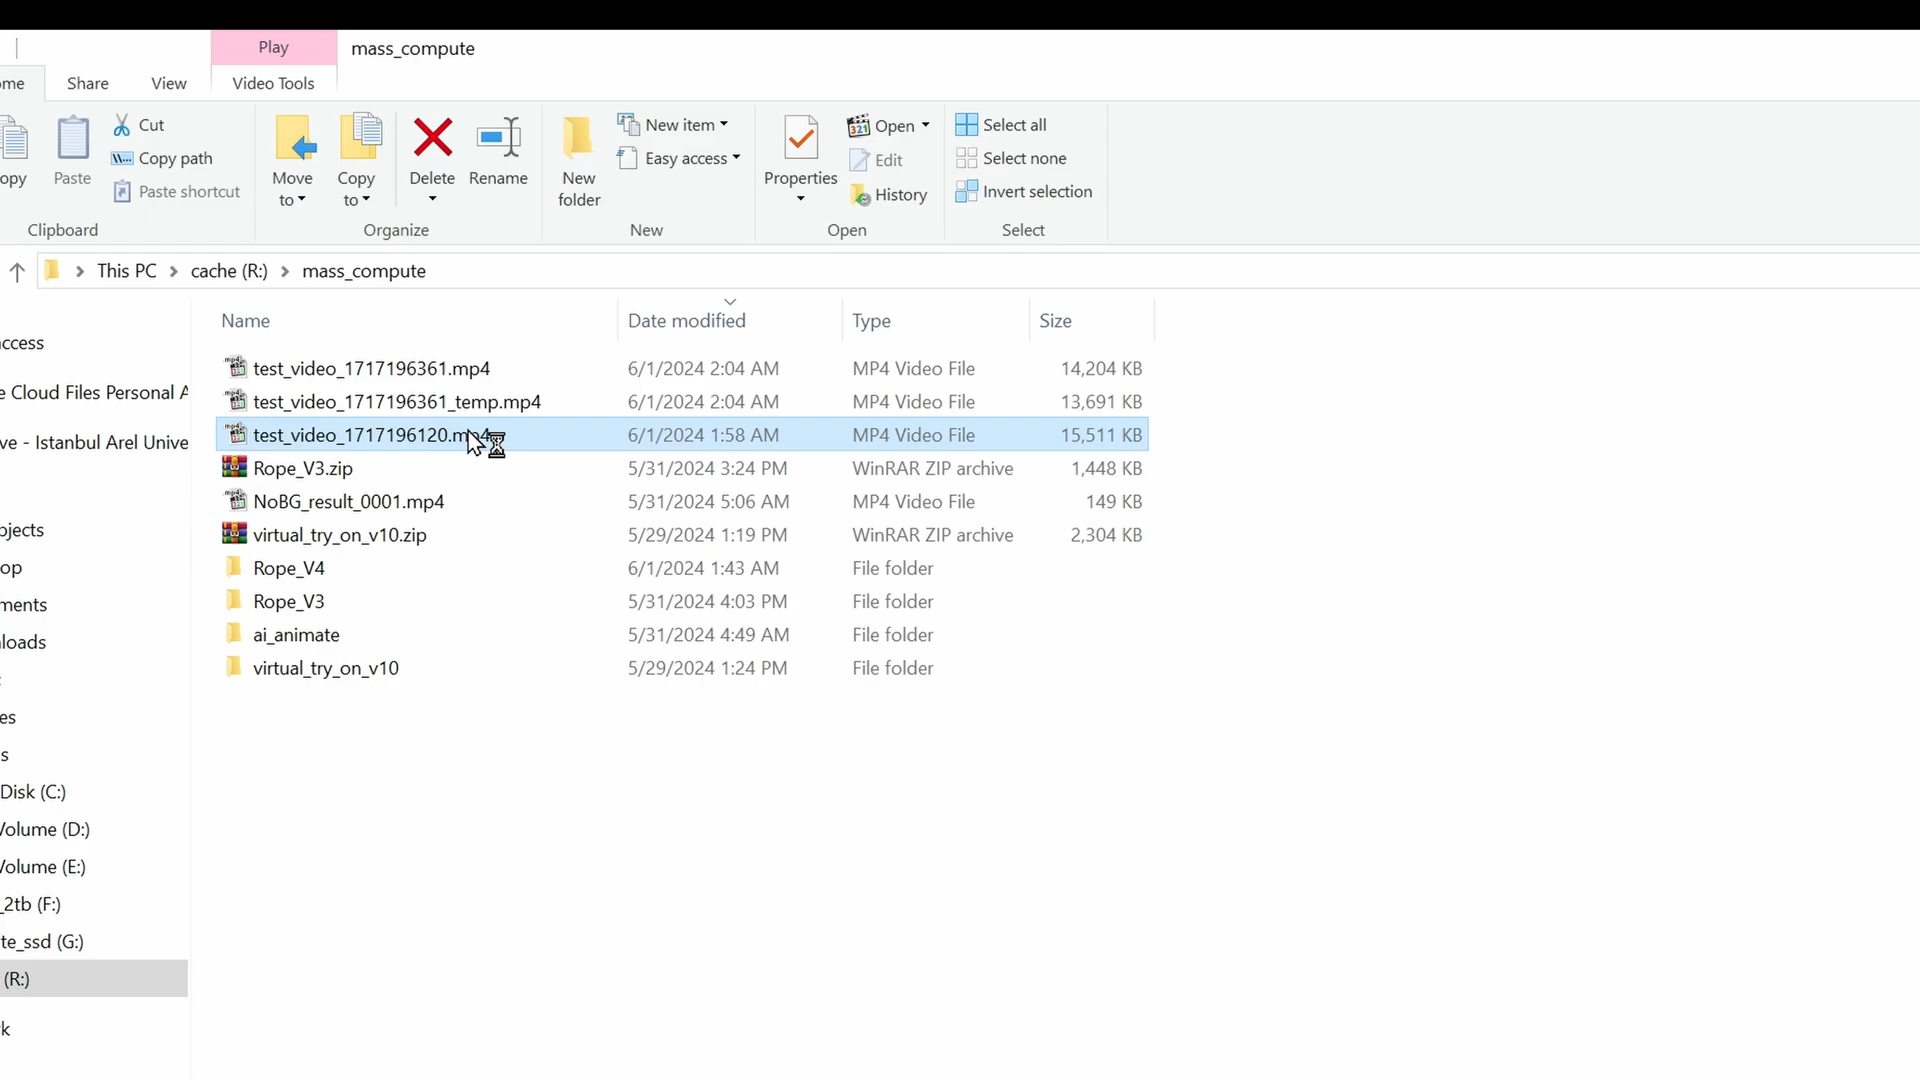 Play
mass_compute
ome
Share
View
Video Tools
opy
Paste
Cut
Copy path
Paste shortcut
Clipboard
Move to
Copy to
Delete
Rename
Organize
New folder
New item
Easy access
New
Properties
Open
Edit
History
Open
Select all
Select none
Invert selection
Select
This PC
cache (R:)
mass_compute
Name
Date modified
Type
Size
test_video_1717196361.mp4 6/1/2024 2:04 AM MP4 Video File 14,204 KB
test_video_1717196361_temp.mp4 6/1/2024 2:04 AM MP4 Video File 13,691 KB
test_video_1717196120.mp4 6/1/2024 1:58 AM MP4 Video File 15,511 KB
Rope_V3.zip 5/31/2024 3:24 PM WinRAR ZIP archive 1,448 KB
NoBG_result_0001.mp4 5/31/2024 5:06 AM MP4 Video File 149 KB
virtual_try_on_v10.zip 5/29/2024 1:19 PM WinRAR ZIP archive 2,304 KB
Rope_V4 6/1/2024 1:43 AM File folder
Rope_V3 5/31/2024 4:03 PM File folder
ai_animate 5/31/2024 4:49 AM File folder
virtual_try_on_v10 5/29/2024 1:24 PM File folder
ccess
e Cloud Files Personal A
ve - Istanbul Arel Unive
bjects
op
ments
loads
es
s
Disk (C:)
Volume (D:)
Volume (E:)
_2tb (F:)
te_ssd (G:)
(R:)
k